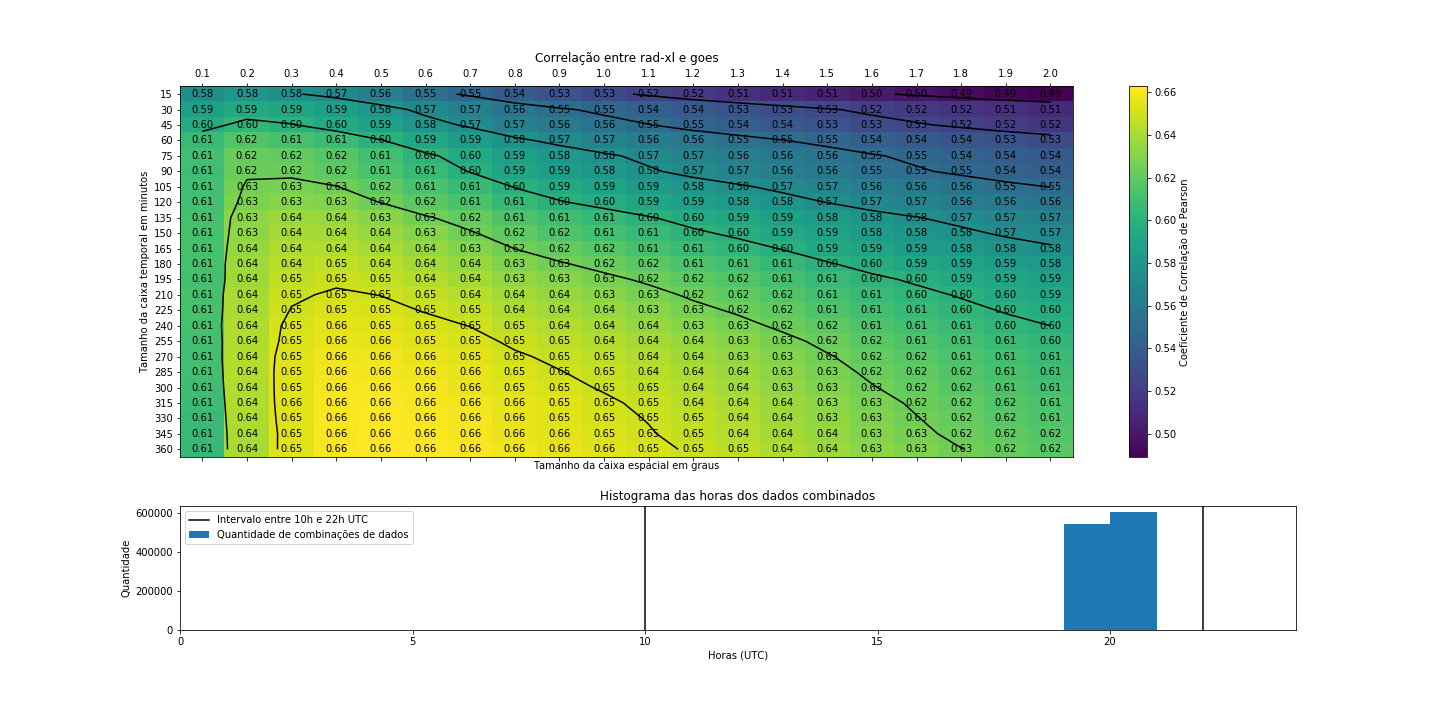 Correlação entre rad-xl e goes
0.1 0.2 0.3 0.4 0.5 0.6 0.7 0.8 0.9 1.0 1.1 1.2 1.3 1.4 1.5 1.6 1.7 1.8 1.9 2.0
15 0.58 0.58 0.58 0.57 0.56 0.55 0.55 0.54 0.53 0.53 0.52 0.52 0.51 0.51 0.51 0.50 0.50 0.49 0.49 0.49
30 0.59 0.59 0.59 0.59 0.58 0.57 0.57 0.56 0.55 0.55 0.54 0.54 0.53 0.53 0.53 0.52 0.52 0.52 0.51 0.51
45 0.60 0.60 0.60 0.60 0.59 0.58 0.57 0.57 0.56 0.56 0.55 0.55 0.54 0.54 0.54 0.53 0.53 0.52 0.52 0.52
60 0.61 0.62 0.61 0.61 0.60 0.59 0.59 0.58 0.57 0.57 0.56 0.56 0.55 0.55 0.55 0.54 0.54 0.54 0.53 0.53
75 0.61 0.62 0.62 0.62 0.61 0.60 0.60 0.59 0.58 0.58 0.57 0.57 0.56 0.56 0.56 0.55 0.55 0.54 0.54 0.54
90 0.61 0.62 0.62 0.62 0.61 0.61 0.60 0.59 0.59 0.58 0.58 0.57 0.57 0.57 0.56 0.56 0.55 0.55 0.54 0.54
105 0.61 0.63 0.63 0.63 0.62 0.61 0.61 0.60 0.59 0.59 0.59 0.58 0.58 0.57 0.57 0.56 0.56 0.56 0.55 0.55
120 0.61 0.63 0.63 0.63 0.62 0.62 0.61 0.61 0.60 0.60 0.59 0.59 0.58 0.58 0.57 0.57 0.57 0.56 0.56 0.56
135 0.61 0.63 0.64 0.64 0.63 0.63 0.62 0.61 0.61 0.61 0.60 0.60 0.59 0.59 0.58 0.58 0.58 0.57 0.57 0.57
150 0.61 0.63 0.64 0.64 0.63 0.63 0.63 0.62 0.62 0.61 0.61 0.60 0.60 0.59 0.59 0.58 0.58 0.58 0.57 0.57
165 0.61 0.64 0.64 0.64 0.64 0.63 0.63 0.62 0.62 0.62 0.61 0.61 0.60 0.60 0.59 0.59 0.59 0.58 0.58 0.58
180 0.61 0.64 0.64 0.65 0.64 0.64 0.63 0.63 0.63 0.62 0.62 0.61 0.61 0.61 0.60 0.60 0.59 0.59 0.59 0.58
195 0.61 0.64 0.64 0.65 0.65 0.64 0.64 0.63 0.63 0.63 0.62 0.62 0.62 0.61 0.61 0.60 0.60 0.59 0.59 0.59
210 0.61 0.64 0.65 0.65 0.65 0.65 0.64 0.64 0.64 0.63 0.63 0.62 0.62 0.62 0.61 0.61 0.60 0.60 0.60 0.59
225 0.61 0.64 0.65 0.65 0.65 0.65 0.65 0.64 0.64 0.64 0.63 0.63 0.62 0.62 0.61 0.61 0.61 0.60 0.60 0.60
240 0.61 0.64 0.65 0.66 0.65 0.65 0.65 0.65 0.64 0.64 0.63 0.63 0.63 0.62 0.62 0.61 0.61 0.61 0.60 0.60
255 0.61 0.64 0.65 0.66 0.66 0.65 0.65 0.65 0.65 0.64 0.64 0.63 0.63 0.63 0.62 0.62 0.61 0.61 0.61 0.60
270 0.61 0.64 0.65 0.66 0.66 0.66 0.65 0.65 0.65 0.65 0.64 0.64 0.63 0.63 0.63 0.62 0.62 0.61 0.61 0.61
285 0.61 0.64 0.65 0.66 0.66 0.66 0.66 0.65 0.65 0.65 0.64 0.64 0.64 0.63 0.63 0.62 0.62 0.62 0.61 0.61
300 0.61 0.64 0.65 0.66 0.66 0.66 0.66 0.65 0.65 0.65 0.65 0.64 0.64 0.63 0.63 0.63 0.62 0.62 0.61 0.61
315 0.61 0.64 0.65 0.66 0.66 0.66 0.66 0.66 0.65 0.65 0.65 0.64 0.64 0.64 0.63 0.63 0.62 0.62 0.62 0.61
330 0.61 0.64 0.65 0.66 0.66 0.66 0.66 0.66 0.65 0.65 0.65 0.65 0.64 0.64 0.63 0.63 0.63 0.62 0.62 0.61
345 0.61 0.64 0.65 0.66 0.66 0.66 0.66 0.66 0.66 0.65 0.65 0.65 0.64 0.64 0.64 0.63 0.63 0.62 0.62 0.62
360 0.61 0.64 0.65 0.66 0.66 0.66 0.66 0.66 0.66 0.65 0.65 0.65 0.64 0.64 0.64 0.63 0.63 0.63 0.62 0.62
Tamanho da caixa temporal em minutos
Tamanho da caixa espacial em graus
0.66
0.64
0.62
0.60
0.58
0.56
0.54
0.52
0.50
Coeficiente de Correlação de Pearson
Histograma das horas dos dados combinados
Intervalo entre 10h e 22h UTC
Quantidade de combinações de dados
600000
400000
200000
0
Quantidade
0 5 10 15 20
Horas (UTC)